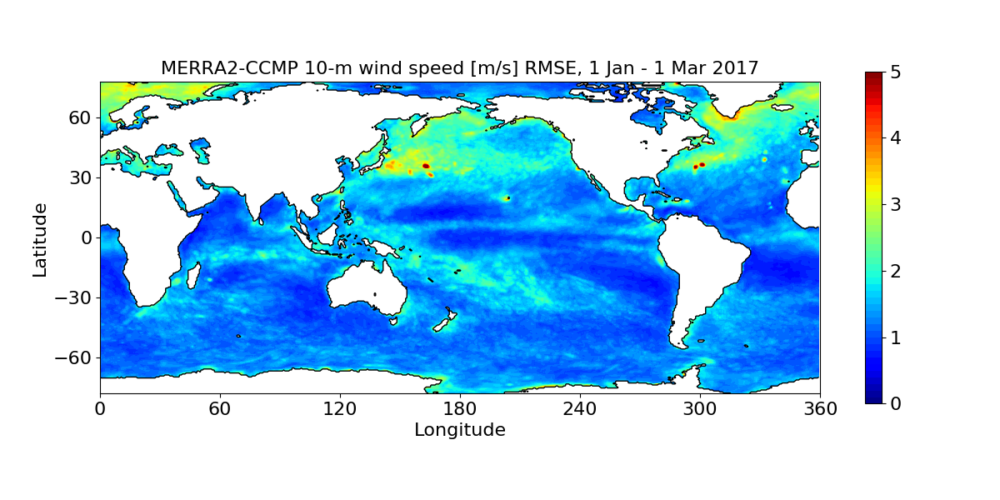 MERRA2-CCMP 10-m wind speed [m/s] RMSE, 1 Jan - 1 Mar 2017
5
4
3
2
1
0
Latitude
60
30
0
−30
−60
0 60 120 180 240 300 360
Longitude